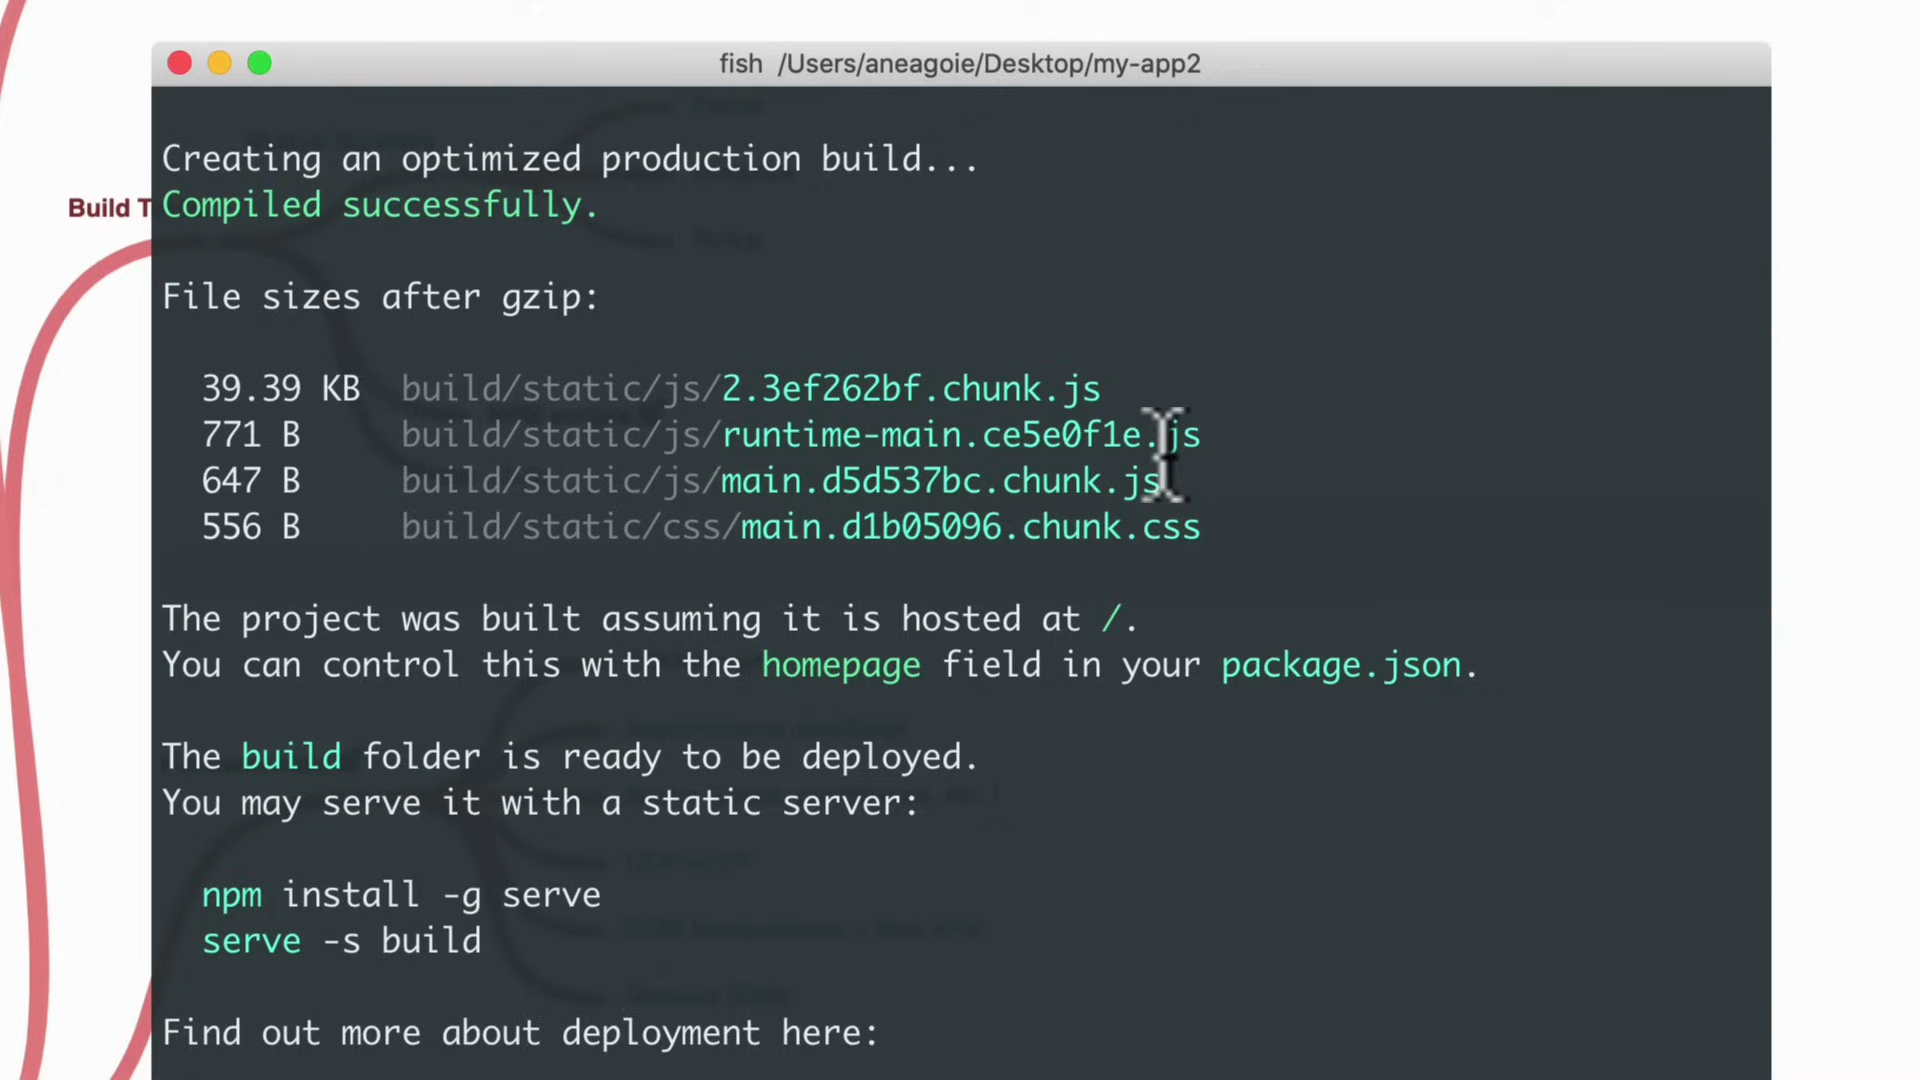 fish /Users/aneagoie/Desktop/my-app2
Creating an optimized production build...
Build T
Compiled successfully.
File sizes after gzip:
39.39 KB build/static/js/2.3ef262bf.chunk.js
771 B build/static/js/runtime-main.ce5e0f1e.js
647 B build/static/js/main.d5d537bc.chunk.js
556 B build/static/css/main.d1b05096.chunk.css
The project was built assuming it is hosted at /.
You can control this with the homepage field in your package.json.
The build folder is ready to be deployed.
You may serve it with a static server:
npm install -g serve
serve -s build
Find out more about deployment here: